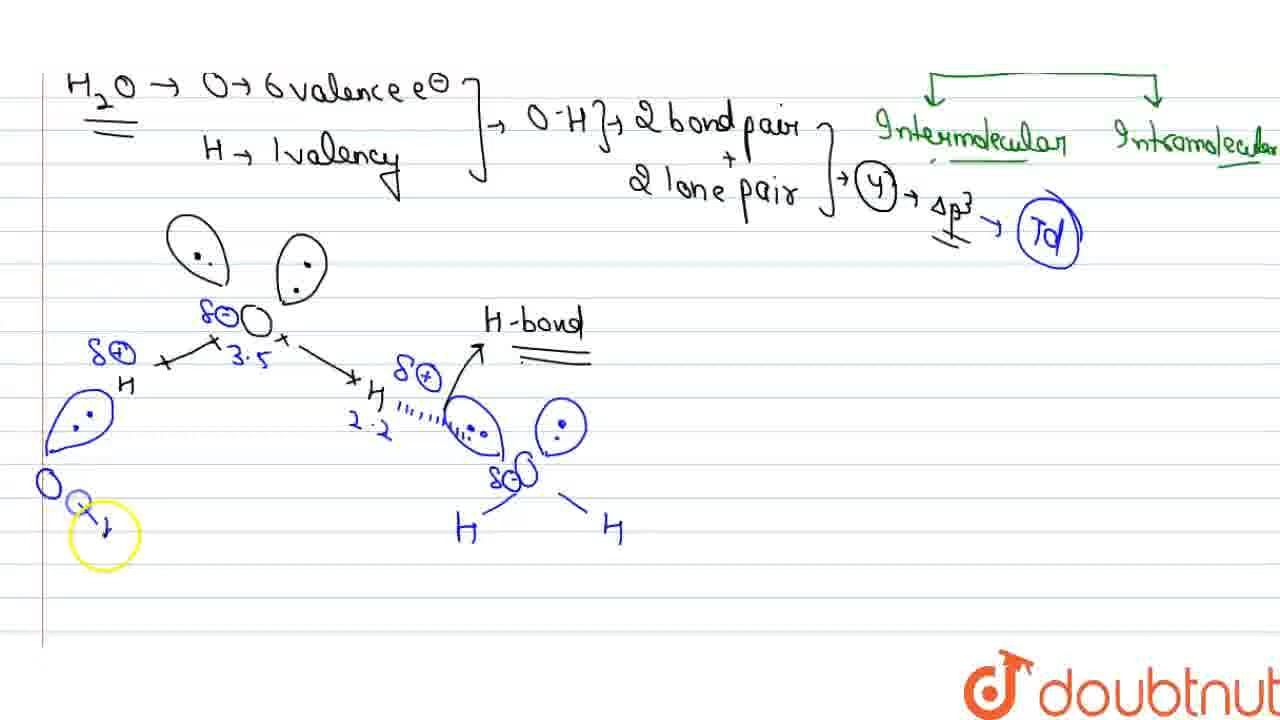 H2O → O → 6 valence e⊖
H → 1 valency
→ O-H } → 2 bond pair
+
2 lone pair
→ 4 → Δp³ → Td
Intermolecular Intramolecular
δ⊖ O
3.5
H-bond
δ⊕
H
δ⊕
H
2.2
O
δ⊖ O
H H
doubtnut